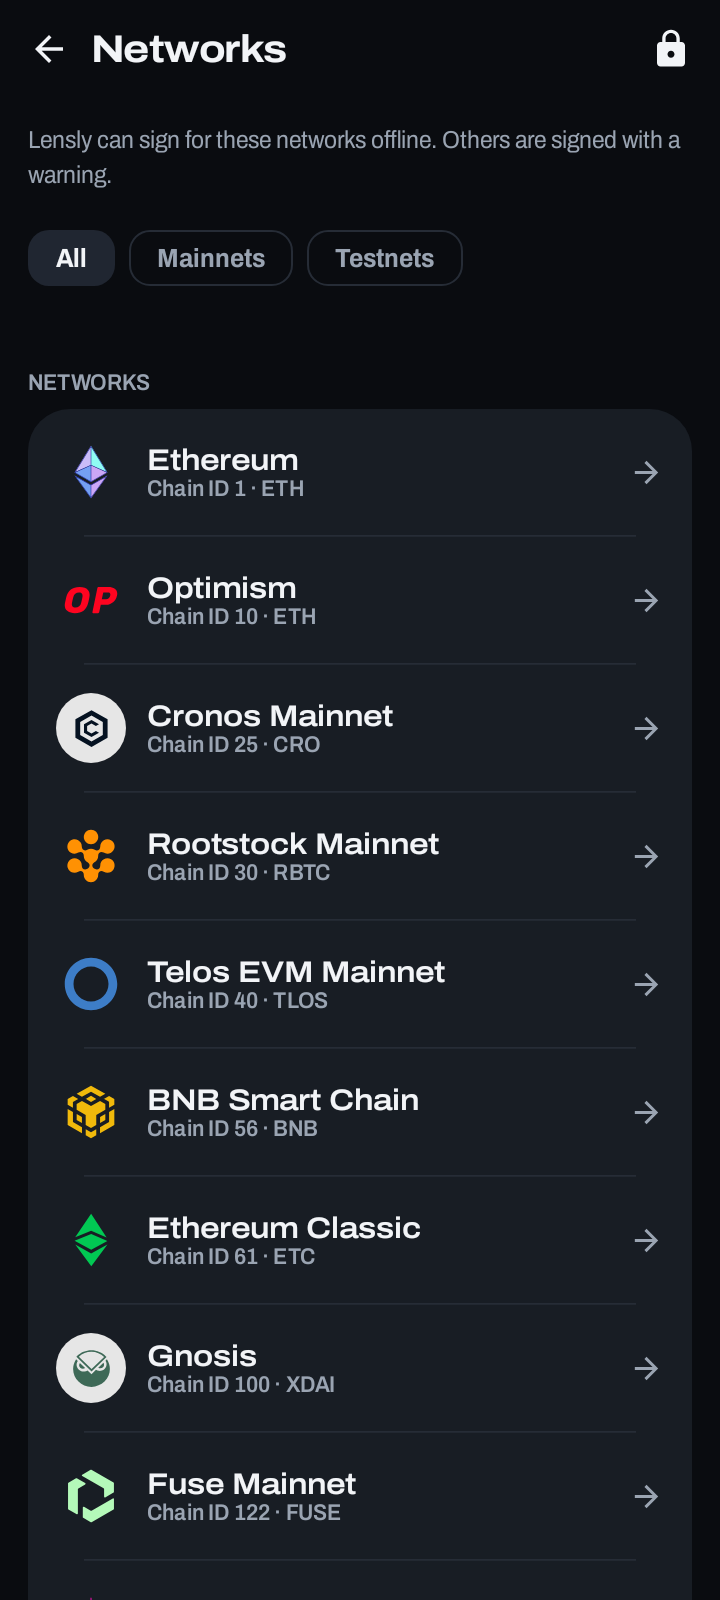 Networks
Lensly can sign for these networks offline. Others are signed with a
warning.
All
Mainnets
Testnets
NETWORKS
Ethereum
Chain ID 1 · ETH
OP
Optimism
Chain ID 10 · ETH
Cronos Mainnet
Chain ID 25 · CRO
Rootstock Mainnet
Chain ID 30 · RBTC
Telos EVM Mainnet
Chain ID 40 · TLOS
BNB Smart Chain
Chain ID 56 · BNB
Ethereum Classic
Chain ID 61 · ETC
Gnosis
Chain ID 100 · XDAI
Fuse Mainnet
Chain ID 122 · FUSE